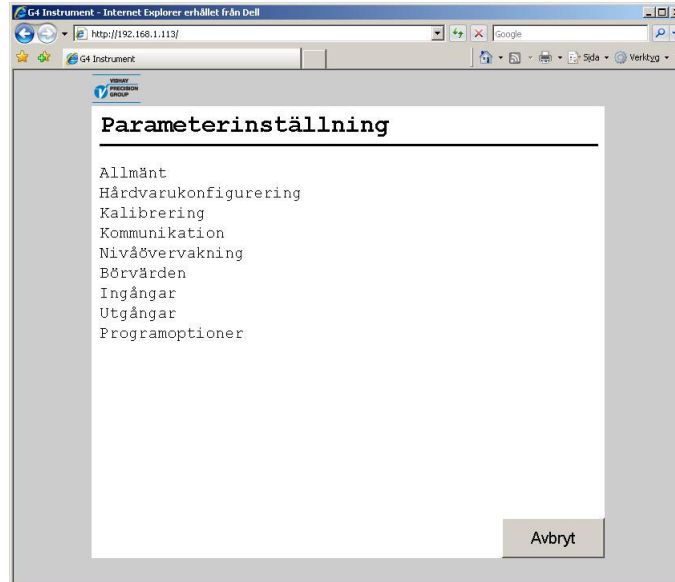 G4 Instrument - Internet Explorer erhållet från Dell
http://192.168.1.113/
Google
G4 Instrument
Sida
Verktyg
VISHAY
PRECISION
GROUP
Parameterinställning
Allmänt
Hårdvarukonfigurering
Kalibrering
Kommunikation
Nivåövervakning
Börvärden
Ingångar
Utgångar
Programoptioner
Avbryt